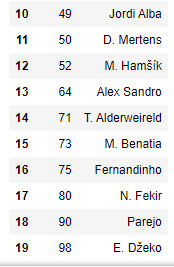 10 49 Jordi Alba
11 50 D. Mertens
12 52 M. Hamšík
13 64 Alex Sandro
14 71 T. Alderweireld
15 73 M. Benatia
16 75 Fernandinho
17 80 N. Fekir
18 90 Parejo
19 98 E. Džeko